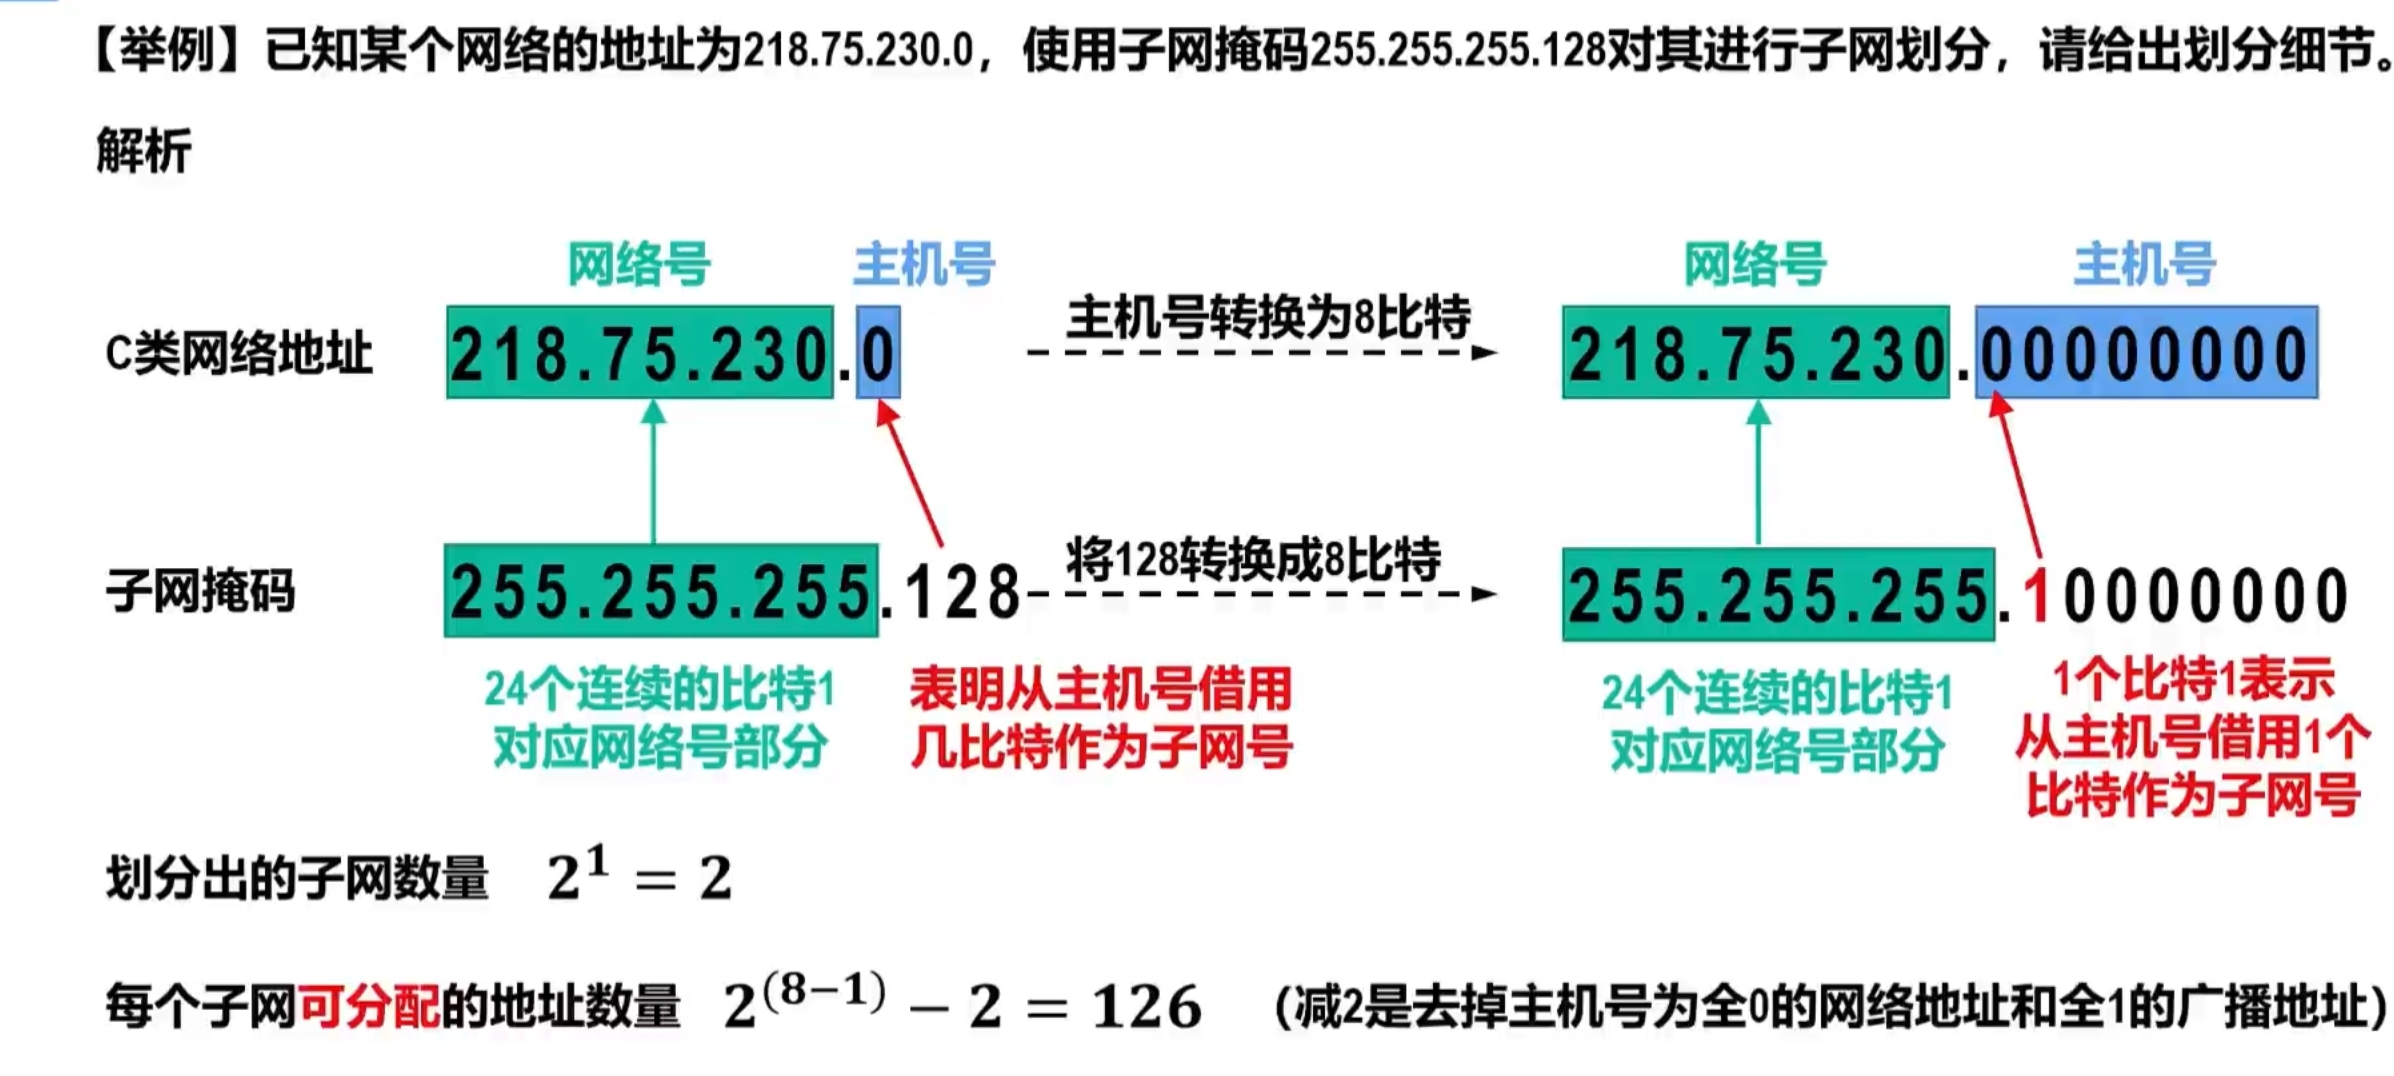 【举例】已知某个网络的地址为218.75.230.0，使用子网掩码255.255.255.128对其进行子网划分，请给出划分细节。
解析
网络号 主机号 网络号 主机号
C类网络地址 218.75.230.0 主机号转换为8比特 218.75.230.00000000
子网掩码 255.255.255.128 将128转换成8比特 255.255.255.10000000
24个连续的比特1
对应网络号部分
表明从主机号借用
几比特作为子网号
24个连续的比特1
对应网络号部分
1个比特1表示
从主机号借用1个
比特作为子网号
划分出的子网数量 2^1 = 2
每个子网可分配的地址数量 2^(8−1) − 2 = 126 （减2是去掉主机号为全0的网络地址和全1的广播地址）